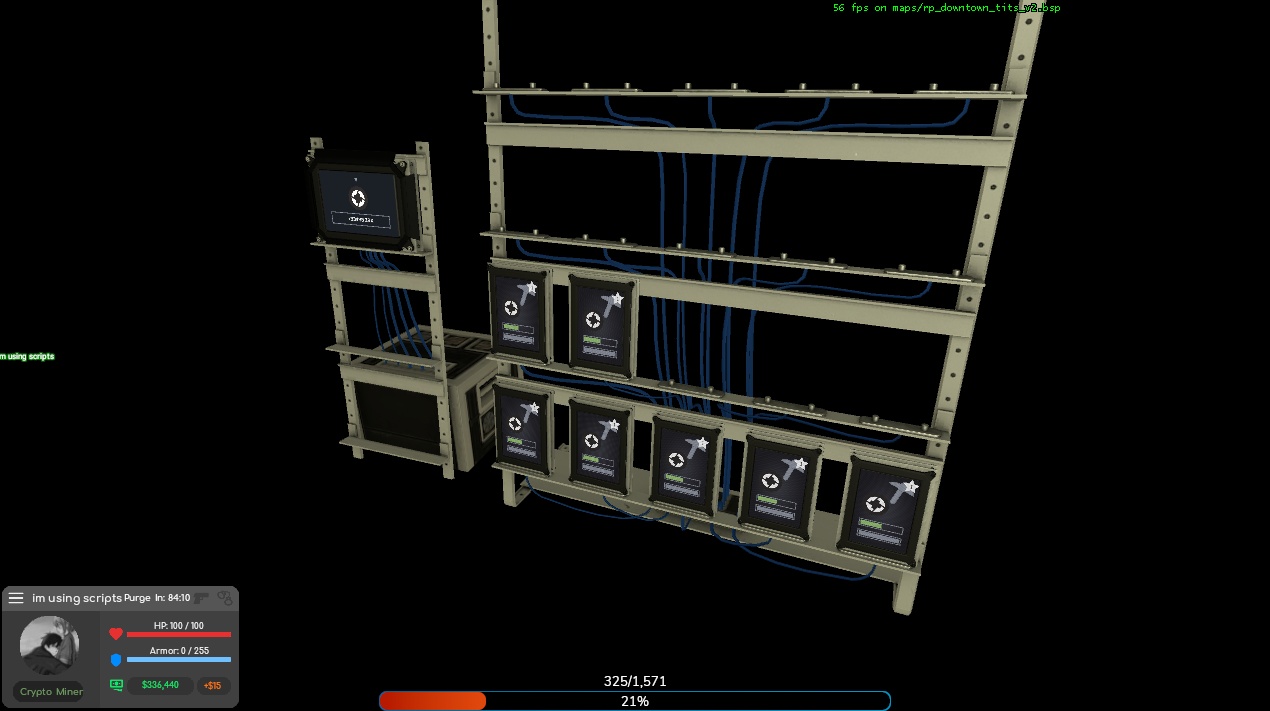 56 fps on maps/rp_downtown_tits_v2.bsp
m using scripts
im using scripts Purge In: 84:10
HP: 100 / 100
Armor: 0 / 255
Crypto Miner
$336,440
+$15
325/1,571
21%